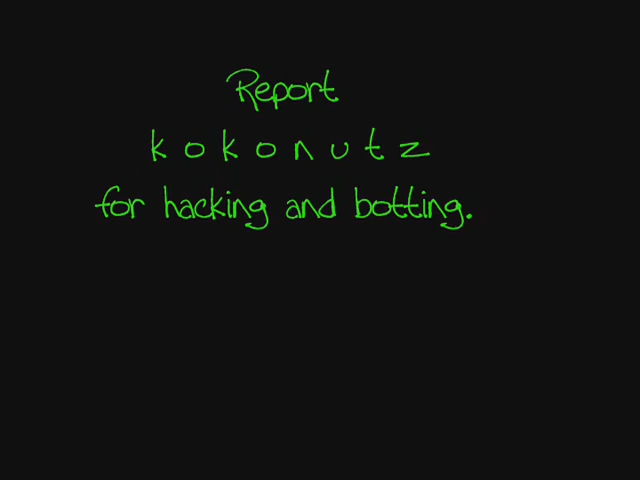 Report
k o k o n u t z
for hacking and botting.